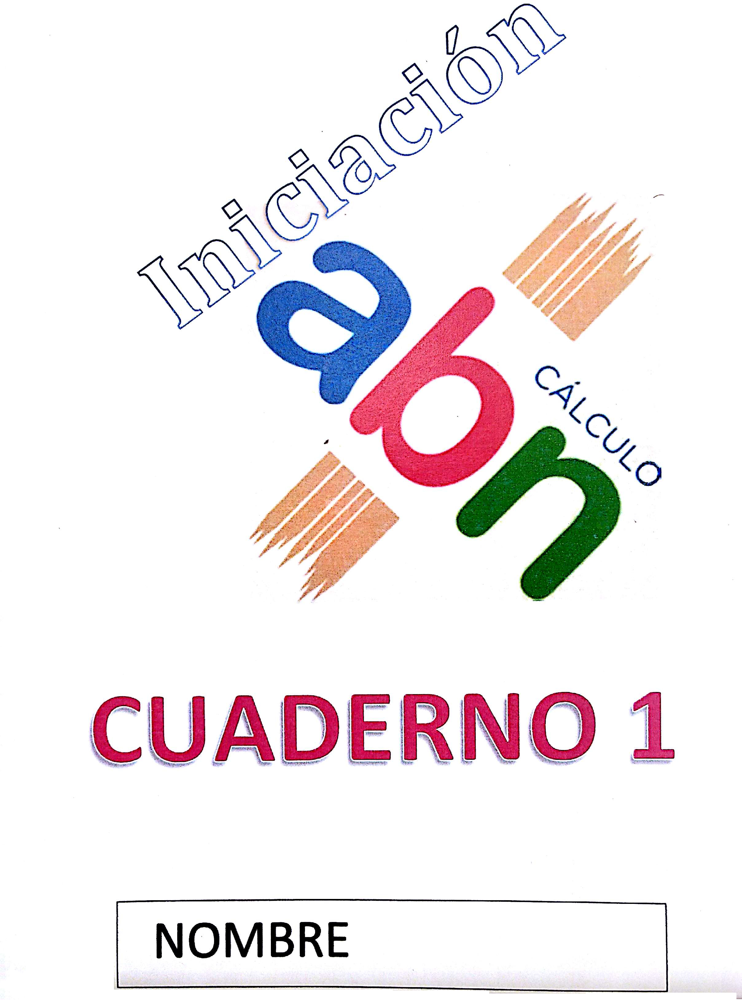 Iniciación
abn
CÁLCULO
CUADERNO 1
NOMBRE